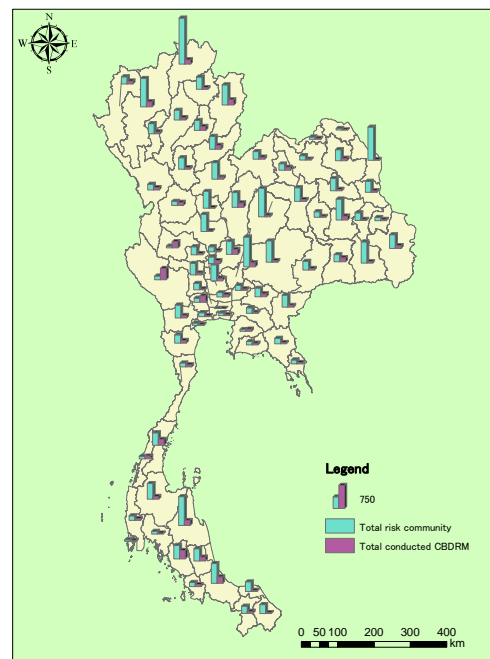 N
W E
S
Legend
750
Total risk community
Total conducted CBDRM
0 50 100 200 300 400
km